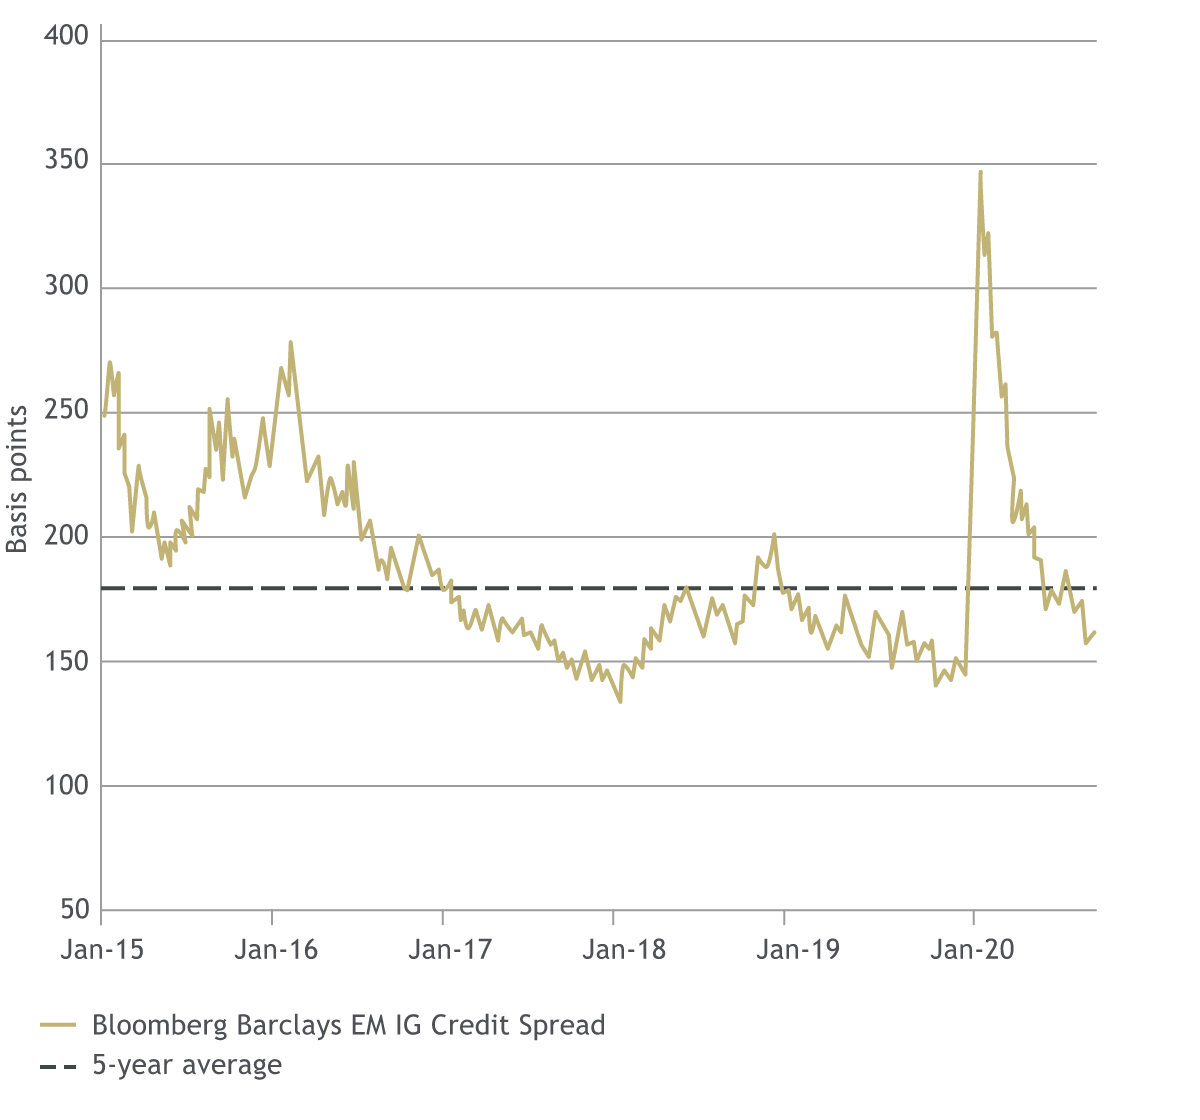 400
350
300
250
200
150
100
50
Basis points
Jan-15 Jan-16 Jan-17 Jan-18 Jan-19 Jan-20
Bloomberg Barclays EM IG Credit Spread
5-year average